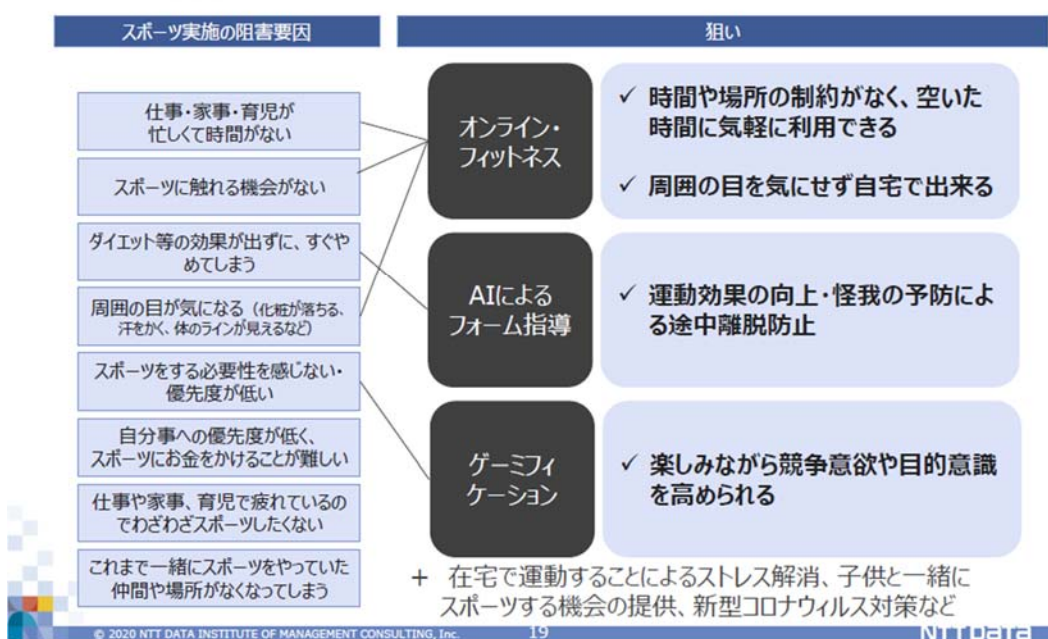 スポーツ実施の阻害要因
狙い
仕事・家事・育児が
忙しくて時間がない
スポーツに触れる機会がない
ダイエット等の効果が出ずに、すぐや
めてしまう
周囲の目が気になる（化粧が落ちる、
汗をかく、体のラインが見えるなど）
スポーツをする必要性を感じない・
優先度が低い
自分事への優先度が低く、
スポーツにお金をかけることが難しい
仕事や家事、育児で疲れているの
でわざわざスポーツしたくない
これまで一緒にスポーツをやっていた
仲間や場所がなくなってしまう
オンライン・
フィットネス
✓ 時間や場所の制約がなく、空いた
時間に気軽に利用できる
✓ 周囲の目を気にせず自宅で出来る
AIによる
フォーム指導
✓ 運動効果の向上・怪我の予防によ
る途中離脱防止
ゲーミフィ
ケーション
✓ 楽しみながら競争意欲や目的意識
を高められる
+ 在宅で運動することによるストレス解消、子供と一緒に
スポーツする機会の提供、新型コロナウィルス対策など
© 2020 NTT DATA INSTITUTE OF MANAGEMENT CONSULTING, Inc.
19
NTT DATA